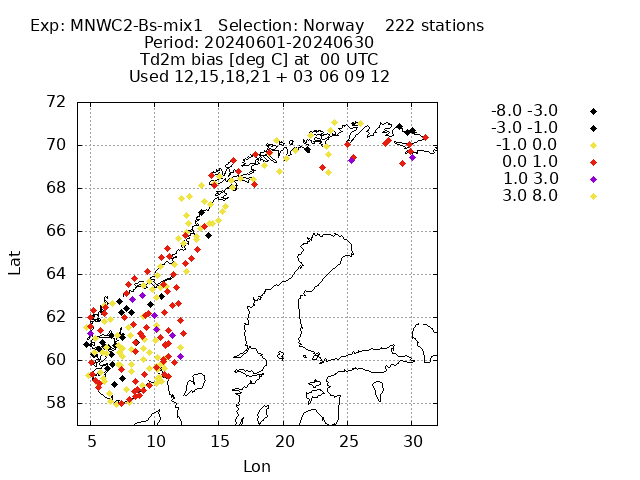 Exp: MNWC2-Bs-mix1 Selection: Norway 222 stations
Period: 20240601-20240630
Td2m bias [deg C] at 00 UTC
Used 12,15,18,21 + 03 06 09 12
-8.0 -3.0
-3.0 -1.0
-1.0 0.0
0.0 1.0
1.0 3.0
3.0 8.0
72
70
68
66
64
62
60
58
Lat
5 10 15 20 25 30
Lon